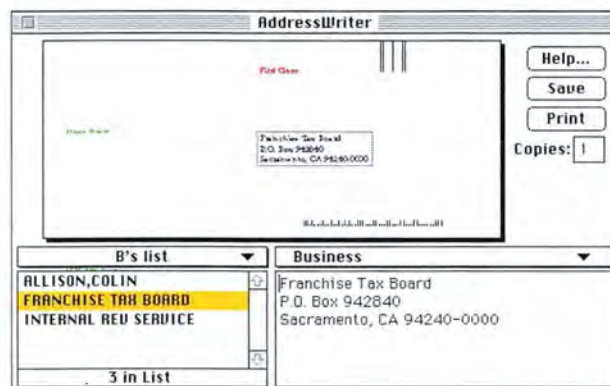 AddressWriter
First Class
Franchise Tax Board
P.O. Box 942840
Sacramento, CA 94240-0000
Help...
Save
Print
Copies: 1
B's list
ALLISON,COLIN
FRANCHISE TAX BOARD
INTERNAL REV SERVICE
3 in List
Business
Franchise Tax Board
P.O. Box 942840
Sacramento, CA 94240-0000